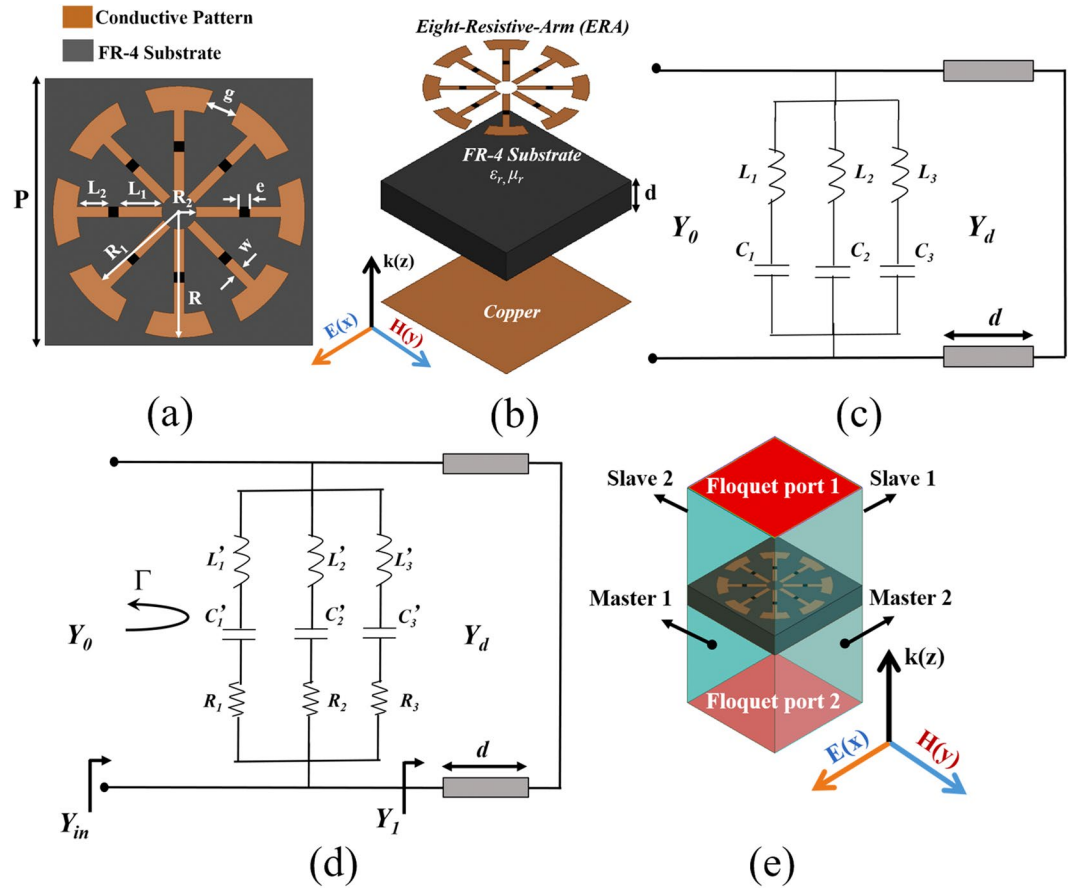 Conductive Pattern
FR-4 Substrate
P
g
L2
L1
R2
e
R1
w
R
(a)
Eight-Resistive-Arm (ERA)
FR-4 Substrate
εr, μr
d
k(z)
E(x)
H(y)
Copper
(b)
Y0
L1
L2
L3
C1
C2
C3
Yd
d
(c)
Γ
Y0
L'1
L'2
L'3
C'1
C'2
C'3
R1
R2
R3
Yd
d
Yin
Y1
(d)
Slave 2
Floquet port 1
Slave 1
Master 1
Master 2
Floquet port 2
k(z)
E(x)
H(y)
(e)